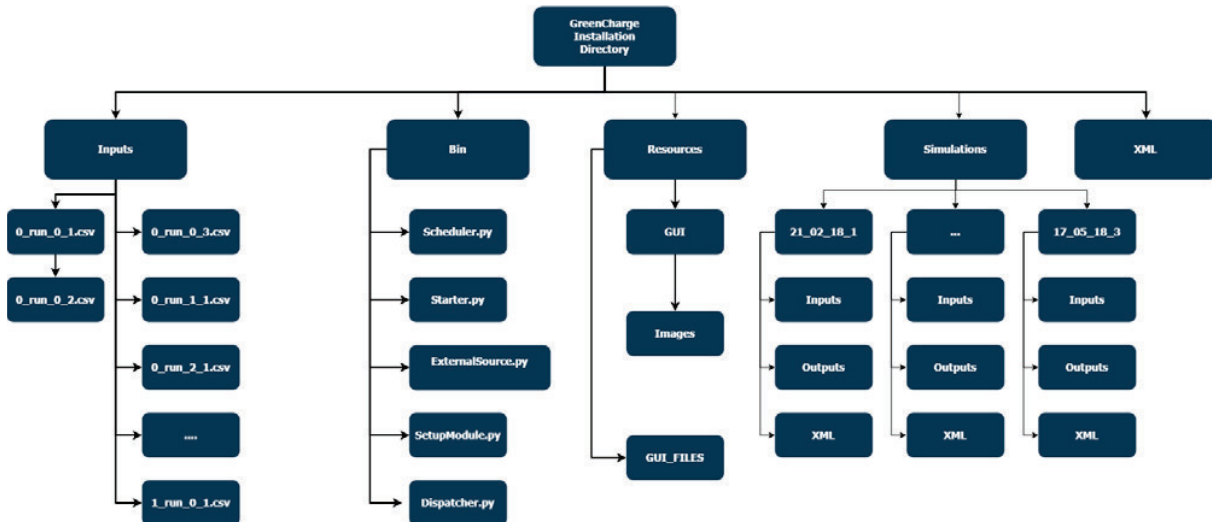 GreenCharge
Installation
Directory
Inputs
Bin
Resources
Simulations
XML
0_run_0_1.csv
0_run_0_3.csv
Scheduler.py
GUI
21_02_18_1
...
17_05_18_3
0_run_0_2.csv
0_run_1_1.csv
Starter.py
Inputs
Inputs
Inputs
Images
0_run_2_1.csv
ExternalSource.py
Outputs
Outputs
Outputs
....
SetupModule.py
GUI_FILES
XML
XML
XML
1_run_0_1.csv
Dispatcher.py